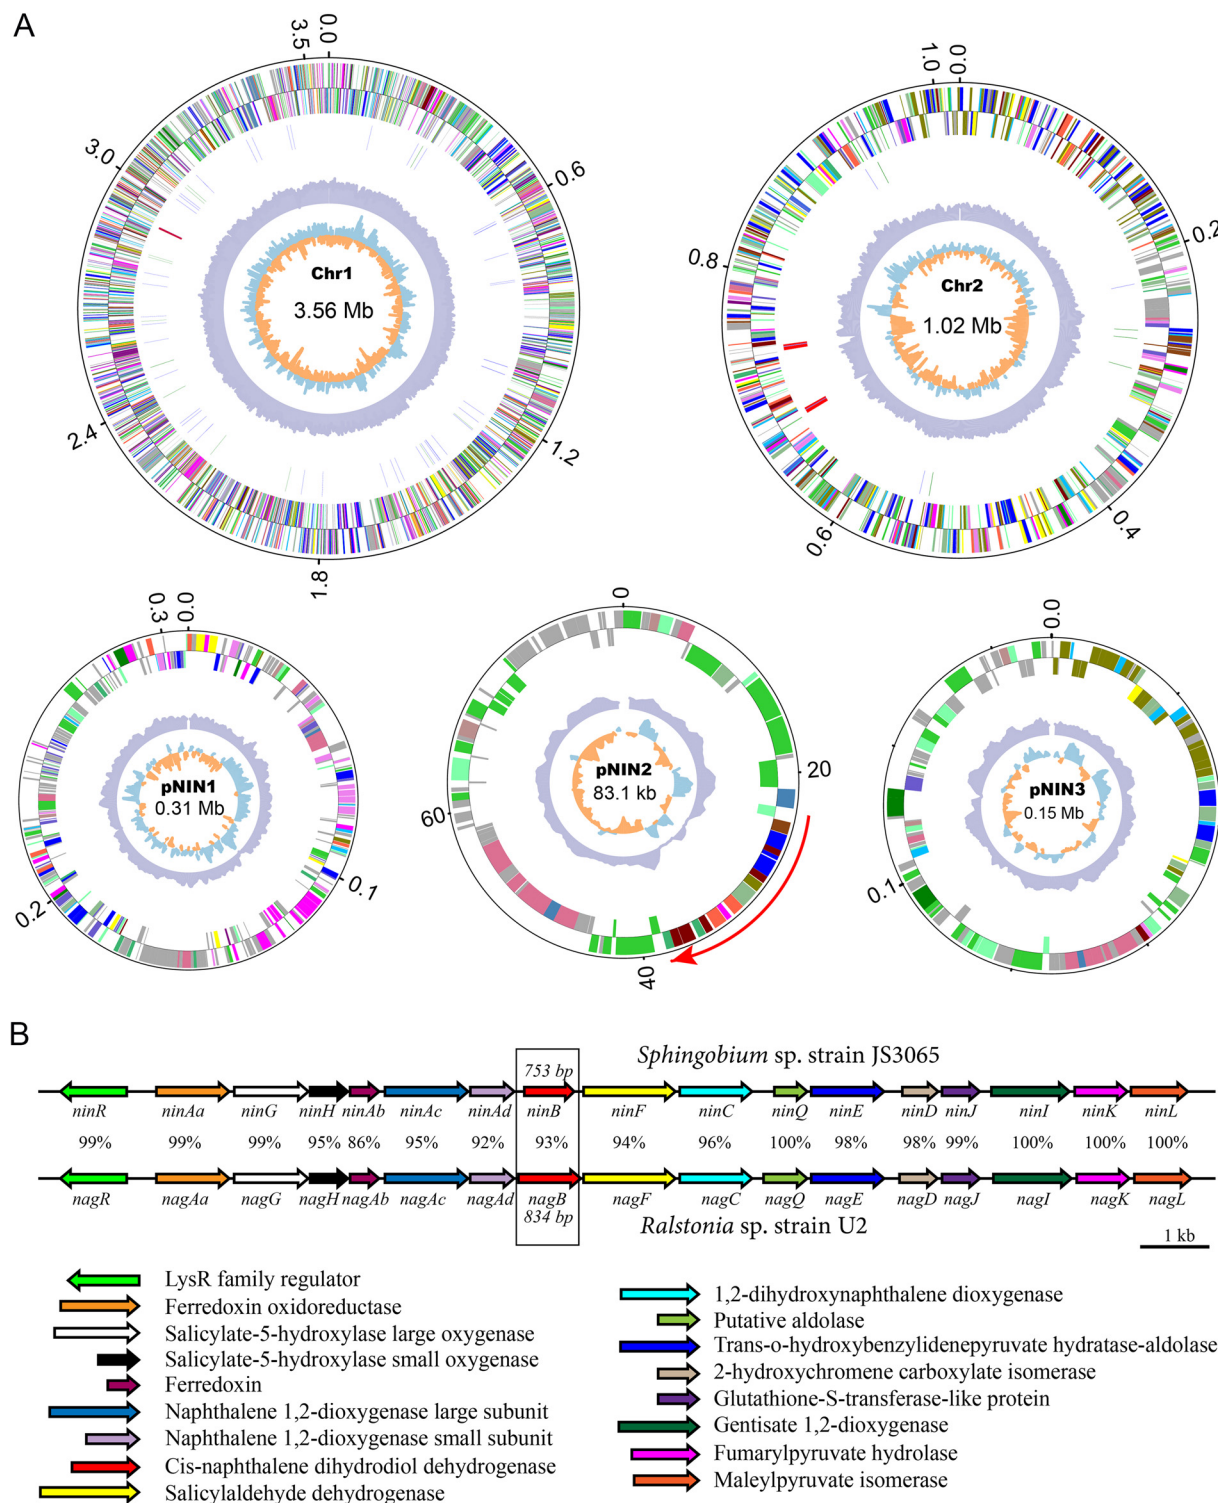 A
3.5
0.0
3.0
0.6
Chr1
3.56 Mb
2.4
1.2
1.8
1.0
0.0
0.2
0.8
Chr2
1.02 Mb
0.6
0.4
0.3
0.0
pNIN1
0.31 Mb
0.2
0.1
0
pNIN2
83.1 kb
20
60
40
0.0
pNIN3
0.15 Mb
0.1
B
Sphingobium sp. strain JS3065
753 bp
ninR ninAa ninG ninH ninAb ninAc ninAd ninB ninF ninC ninQ ninE ninD ninJ ninI ninK ninL
99% 99% 99% 95% 86% 95% 92% 93% 94% 96% 100% 98% 98% 99% 100% 100% 100%
nagR nagAa nagG nagH nagAb nagAc nagAd nagB nagF nagC nagQ nagE nagD nagJ nagI nagK nagL
834 bp
Ralstonia sp. strain U2
1 kb
LysR family regulator
Ferredoxin oxidoreductase
Salicylate-5-hydroxylase large oxygenase
Salicylate-5-hydroxylase small oxygenase
Ferredoxin
Naphthalene 1,2-dioxygenase large subunit
Naphthalene 1,2-dioxygenase small subunit
Cis-naphthalene dihydrodiol dehydrogenase
Salicylaldehyde dehydrogenase
1,2-dihydroxynaphthalene dioxygenase
Putative aldolase
Trans-o-hydroxybenzylidenepyruvate hydratase-aldolase
2-hydroxychromene carboxylate isomerase
Glutathione-S-transferase-like protein
Gentisate 1,2-dioxygenase
Fumarylpyruvate hydrolase
Maleylpyruvate isomerase